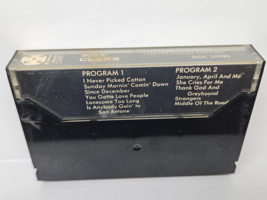 PROGRAM 1
I Never Picked Cotton
Sunday Mornin' Comin' Down
Since December
You Gotta Love People
Lonesome Too Long
Is Anybody Goin' to
San Antone
PROGRAM 2
January, April And Me
She Cries For Me
Thank God And
Greyhound
Strangers
Middle Of The Road